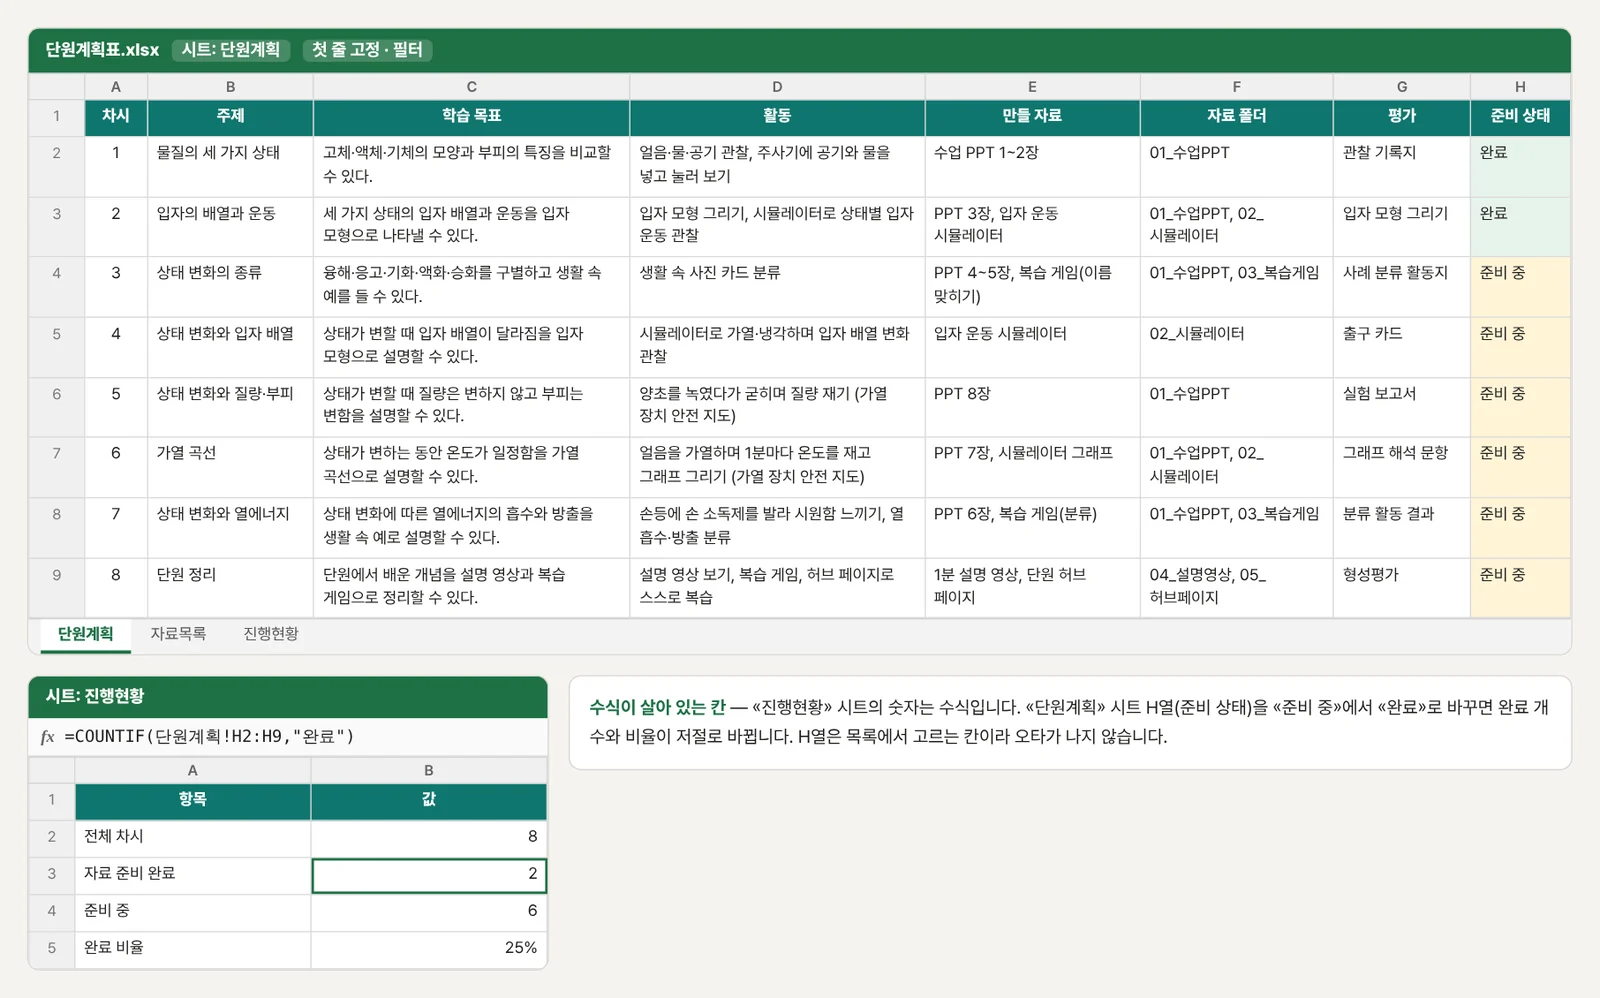 단원계획표.xlsx 시트: 단원계획 첫 줄 고정 · 필터
A B C D E F G H
1 차시 주제 학습 목표 활동 만들 자료 자료 폴더 평가 준비 상태
2 1 물질의 세 가지 상태 고체·액체·기체의 모양과 부피의 특징을 비교할 얼음·물·공기 관찰, 주사기에 공기와 물을 수업 PPT 1~2장 01_수업PPT 관찰 기록지 완료
수 있다. 넣고 눌러 보기
3 2 입자의 배열과 운동 세 가지 상태의 입자 배열과 운동을 입자 입자 모형 그리기, 시뮬레이터로 상태별 입자 PPT 3장, 입자 운동 01_수업PPT, 02_ 입자 모형 그리기 완료
모형으로 나타낼 수 있다. 운동 관찰 시뮬레이터 시뮬레이터
4 3 상태 변화의 종류 융해·응고·기화·액화·승화를 구별하고 생활 속 생활 속 사진 카드 분류 PPT 4~5장, 복습 게임(이름 01_수업PPT, 03_복습게임 사례 분류 활동지 준비 중
예를 들 수 있다. 맞히기)
5 4 상태 변화와 입자 배열 상태가 변할 때 입자 배열이 달라짐을 입자 시뮬레이터로 가열·냉각하며 입자 배열 변화 입자 운동 시뮬레이터 02_시뮬레이터 출구 카드 준비 중
모형으로 설명할 수 있다. 관찰
6 5 상태 변화와 질량·부피 상태가 변할 때 질량은 변하지 않고 부피는 양초를 녹였다가 굳히며 질량 재기 (가열 PPT 8장 01_수업PPT 실험 보고서 준비 중
변함을 설명할 수 있다. 장치 안전 지도)
7 6 가열 곡선 상태가 변하는 동안 온도가 일정함을 가열 얼음을 가열하며 1분마다 온도를 재고 PPT 7장, 시뮬레이터 그래프 01_수업PPT, 02_ 그래프 해석 문항 준비 중
곡선으로 설명할 수 있다. 그래프 그리기 (가열 장치 안전 지도) 시뮬레이터
8 7 상태 변화와 열에너지 상태 변화에 따른 열에너지의 흡수와 방출을 손등에 손 소독제를 발라 시원함 느끼기, 열 PPT 6장, 복습 게임(분류) 01_수업PPT, 03_복습게임 분류 활동 결과 준비 중
생활 속 예로 설명할 수 있다. 흡수·방출 분류
9 8 단원 정리 단원에서 배운 개념을 설명 영상과 복습 설명 영상 보기, 복습 게임, 허브 페이지로 1분 설명 영상, 단원 허브 04_설명영상, 05_ 형성평가 준비 중
게임으로 정리할 수 있다. 스스로 복습 페이지 허브페이지
단원계획 자료목록 진행현황
시트: 진행현황
fx =COUNTIF(단원계획!H2:H9,"완료")
A B
1 항목 값
2 전체 차시 8
3 자료 준비 완료 2
4 준비 중 6
5 완료 비율 25%
수식이 살아 있는 칸 — «진행현황» 시트의 숫자는 수식입니다. «단원계획» 시트 H열(준비 상태)을 «준비 중»에서 «완료»로 바꾸면 완료 개
수와 비율이 저절로 바뀝니다. H열은 목록에서 고르는 칸이라 오타가 나지 않습니다.